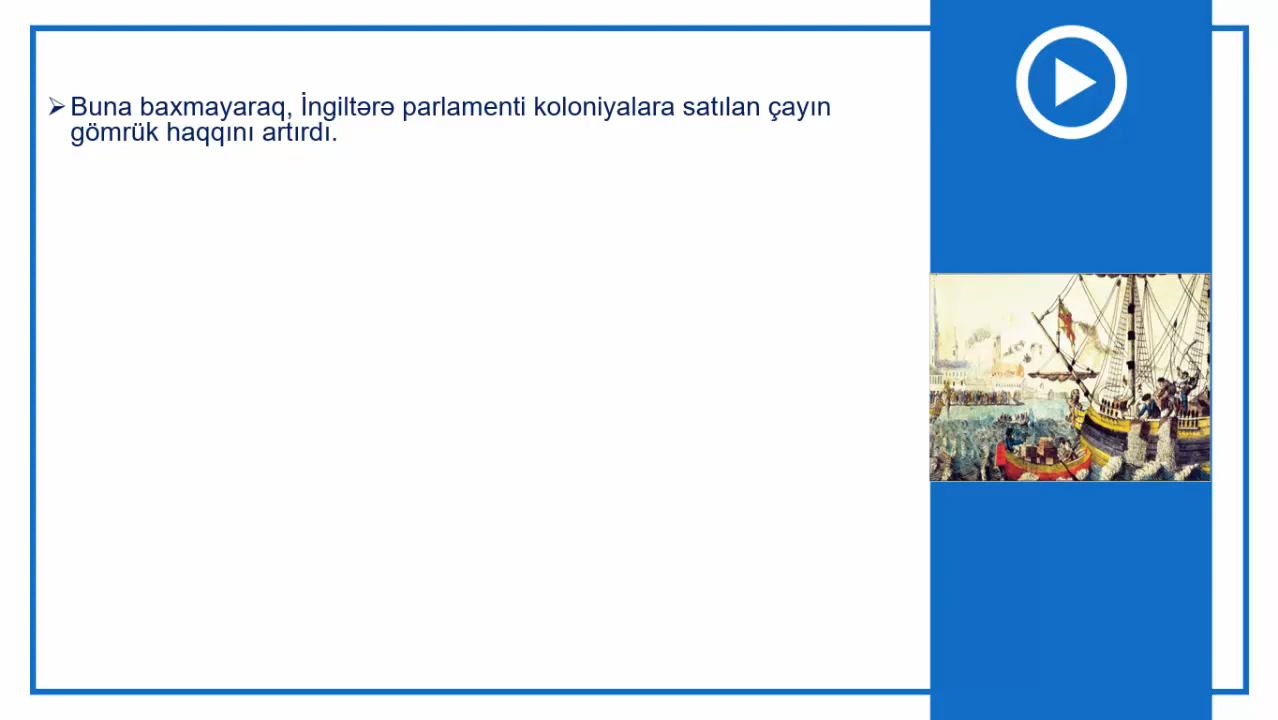 ➢ Buna baxmayaraq, İngiltərə parlamenti koloniyalara satılan çayın
gömrük haqqını artırdı.